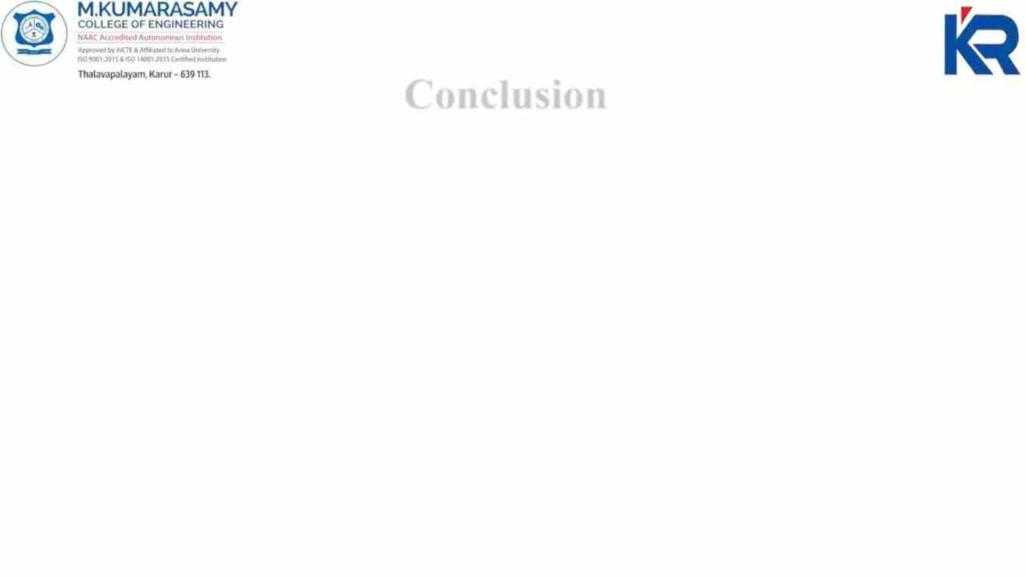 M.KUMARASAMY
COLLEGE OF ENGINEERING
NAAC Accredited Autonomous Institution
Approved by AICTE & Affiliated to Anna University
ISO 9001:2015 & ISO 14001:2015 Certified Institution
Thalavapalayam, Karur – 639 113.
KR
Conclusion